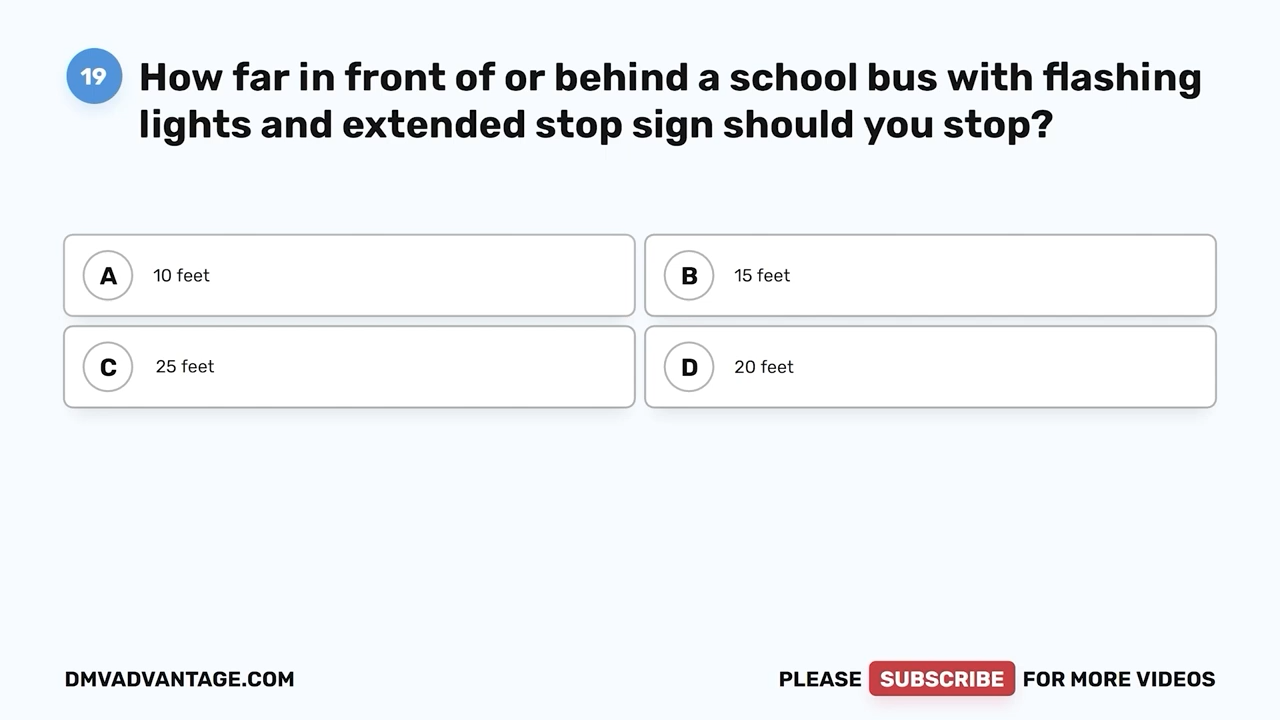 19
How far in front of or behind a school bus with flashing
lights and extended stop sign should you stop?
A 10 feet
B 15 feet
C 25 feet
D 20 feet
DMVADVANTAGE.COM
PLEASE SUBSCRIBE FOR MORE VIDEOS